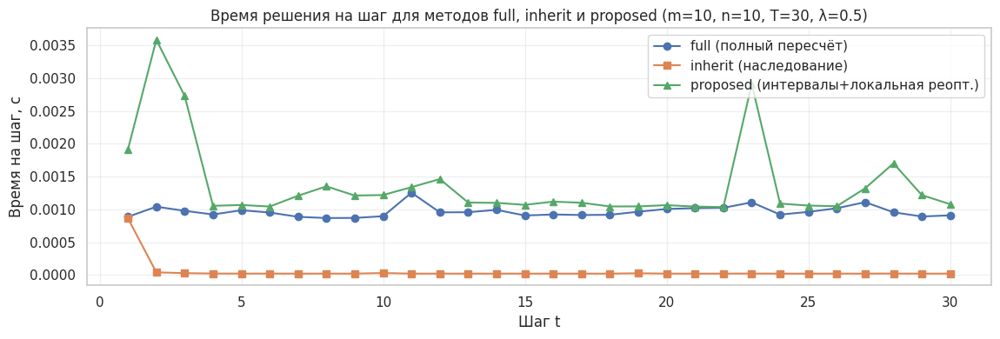 Время решения на шаг для методов full, inherit и proposed (m=10, n=10, T=30, λ=0.5)
full (полный пересчёт)
inherit (наследование)
proposed (интервалы+локальная реопт.)
Время на шаг, с
0.0035
0.0030
0.0025
0.0020
0.0015
0.0010
0.0005
0.0000
0 5 10 15 20 25 30
Шаг t